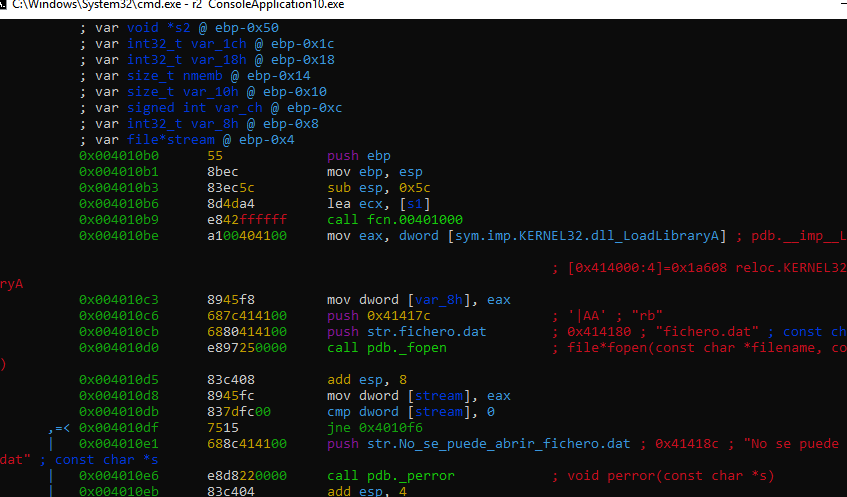 C:\Windows\System32\cmd.exe - r2 ConsoleApplication10.exe
; var void *s2 @ ebp-0x50
; var int32_t var_1ch @ ebp-0x1c
; var int32_t var_18h @ ebp-0x18
; var size_t nmemb @ ebp-0x14
; var size_t var_10h @ ebp-0x10
; var signed int var_ch @ ebp-0xc
; var int32_t var_8h @ ebp-0x8
; var file*stream @ ebp-0x4
0x004010b0 55 push ebp
0x004010b1 8bec mov ebp, esp
0x004010b3 83ec5c sub esp, 0x5c
0x004010b6 8d4da4 lea ecx, [s1]
0x004010b9 e842ffffff call fcn.00401000
0x004010be a100404100 mov eax, dword [sym.imp.KERNEL32.dll_LoadLibraryA] ; pdb.__imp__L
; [0x414000:4]=0x1a608 reloc.KERNEL32
ryA
0x004010c3 8945f8 mov dword [var_8h], eax
0x004010c6 687c414100 push 0x41417c ; '|AA' ; "rb"
0x004010cb 6880414100 push str.fichero.dat ; 0x414180 ; "fichero.dat" ; const ch
0x004010d0 e897250000 call pdb._fopen ; file*fopen(const char *filename, co
)
0x004010d5 83c408 add esp, 8
0x004010d8 8945fc mov dword [stream], eax
0x004010db 837dfc00 cmp dword [stream], 0
,=< 0x004010df 7515 jne 0x4010f6
| 0x004010e1 688c414100 push str.No_se_puede_abrir_fichero.dat ; 0x41418c ; "No se puede
dat" ; const char *s
| 0x004010e6 e8d8220000 call pdb._perror ; void perror(const char *s)
| 0x004010eb 83c404 add esp, 4